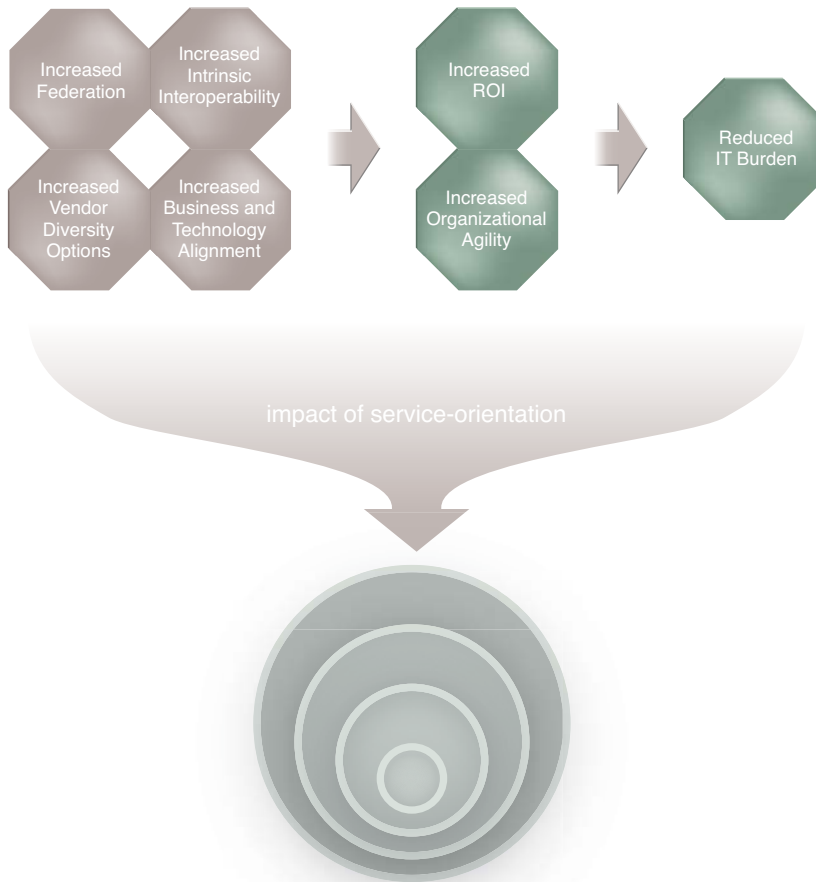 Increased
Federation
Increased
Intrinsic
Interoperability
Increased
Vendor
Diversity
Options
Increased
Business and
Technology
Alignment
Increased
ROI
Increased
Organizational
Agility
Reduced
IT Burden
impact of service-orientation